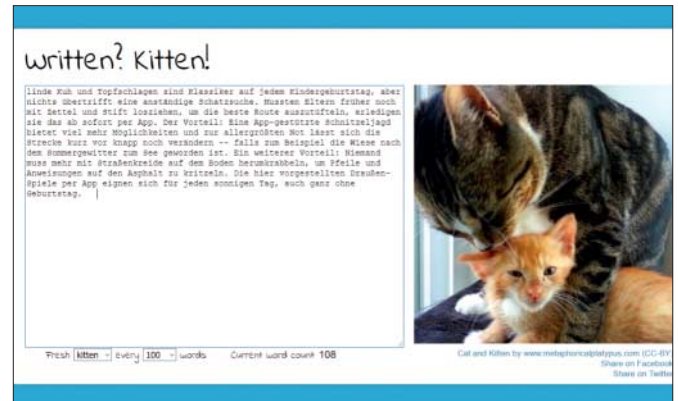 written? Kitten!
linde Kuh und Topfschlagen sind Klassiker auf jedem Kindergeburtstag, aber
nichts übertrifft eine anständige Schatzsuche. Mussten Eltern früher noch
mit Zettel und Stift losziehen, um die beste Route auszutüfteln, erledigen
sie das ab sofort per App. Der Vorteil: Eine App-gestützte Schnitzeljagd
bietet viel mehr Möglichkeiten und zur allergrößten Not lässt sich die
Strecke kurz vor knapp noch verändern -- falls zum Beispiel die Wiese nach
dem Sommergewitter zum See geworden ist. Ein weiterer Vorteil: Niemand
muss mehr mit Straßenkreide auf dem Boden herumkrabbeln, um Pfeile und
Anweisungen auf den Asphalt zu kritzeln. Die hier vorgestellten Draußen-
Spiele per App eignen sich für jeden sonnigen Tag, auch ganz ohne
Geburtstag.
Fresh kitten every 100 words Current word count 108
Cat and Kitten by www.metaphoricalplatypus.com (CC-BY
Share on Facebook
Share on Twitter